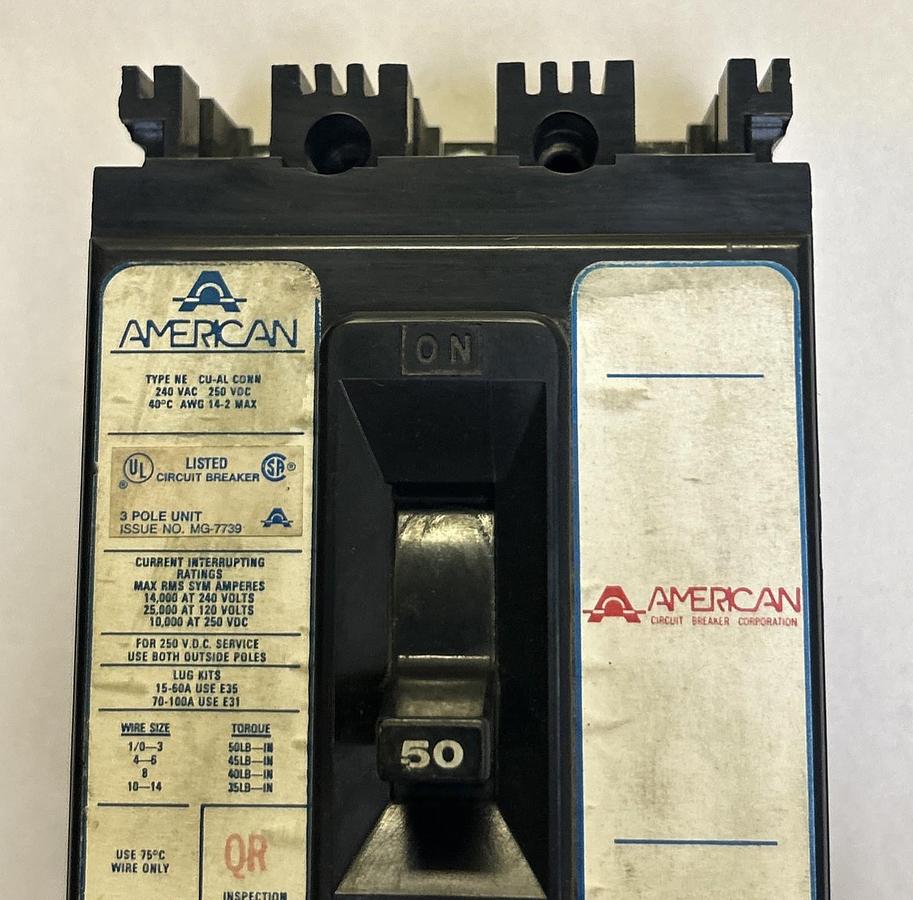 AMERICAN
TYPE NE CU-AL CONN
240 VAC 250 VDC
40°C AWG 14-2 MAX
UL ® LISTED SA ®
CIRCUIT BREAKER
3 POLE UNIT
ISSUE NO. MG-7739
CURRENT INTERRUPTING
RATINGS
MAX RMS SYM AMPERES
14,000 AT 240 VOLTS
25,000 AT 120 VOLTS
10,000 AT 250 VDC
FOR 250 V.D.C. SERVICE
USE BOTH OUTSIDE POLES
LUG KITS
15-60A USE E35
70-100A USE E31
WIRE SIZE TORQUE
1/0—3 50LB—IN
4—6 45LB—IN
8 40LB—IN
10—14 35LB—IN
USE 75°C
WIRE ONLY
QR
INSPECTION
ON
50
AMERICAN
CIRCUIT BREAKER CORPORATION